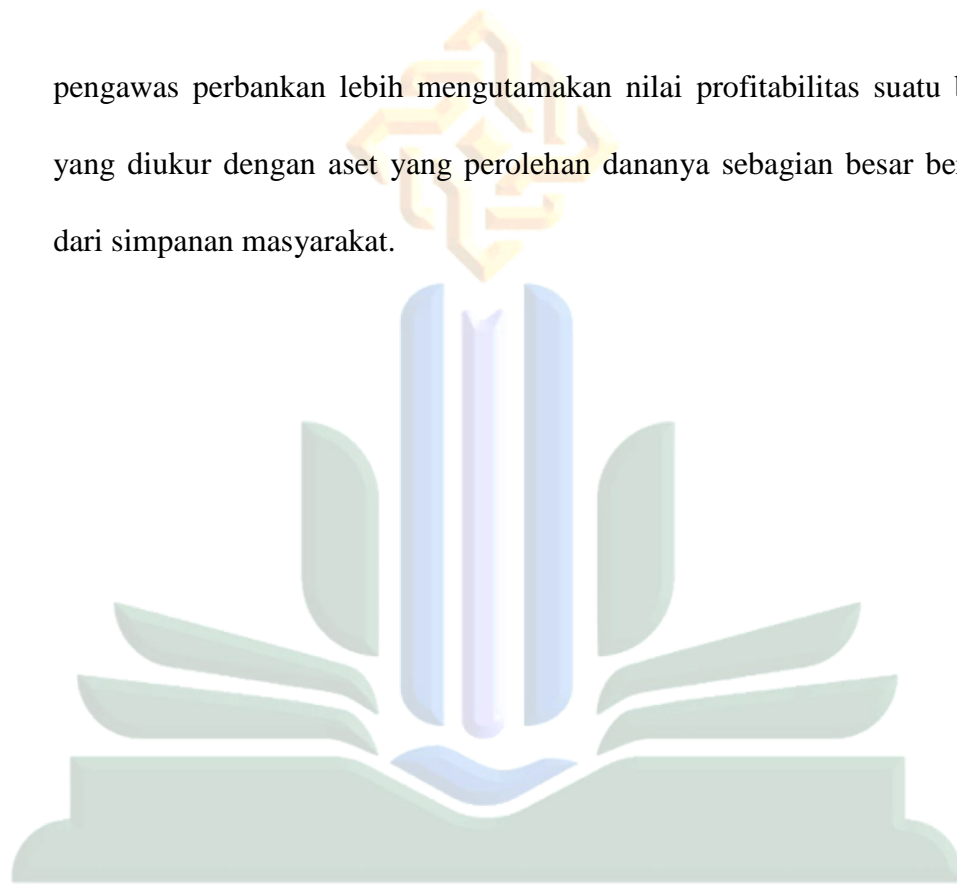 pengawas perbankan lebih mengutamakan nilai profitabilitas suatu
yang diukur dengan aset yang perolehan dananya sebagian besar
dari simpanan masyarakat.